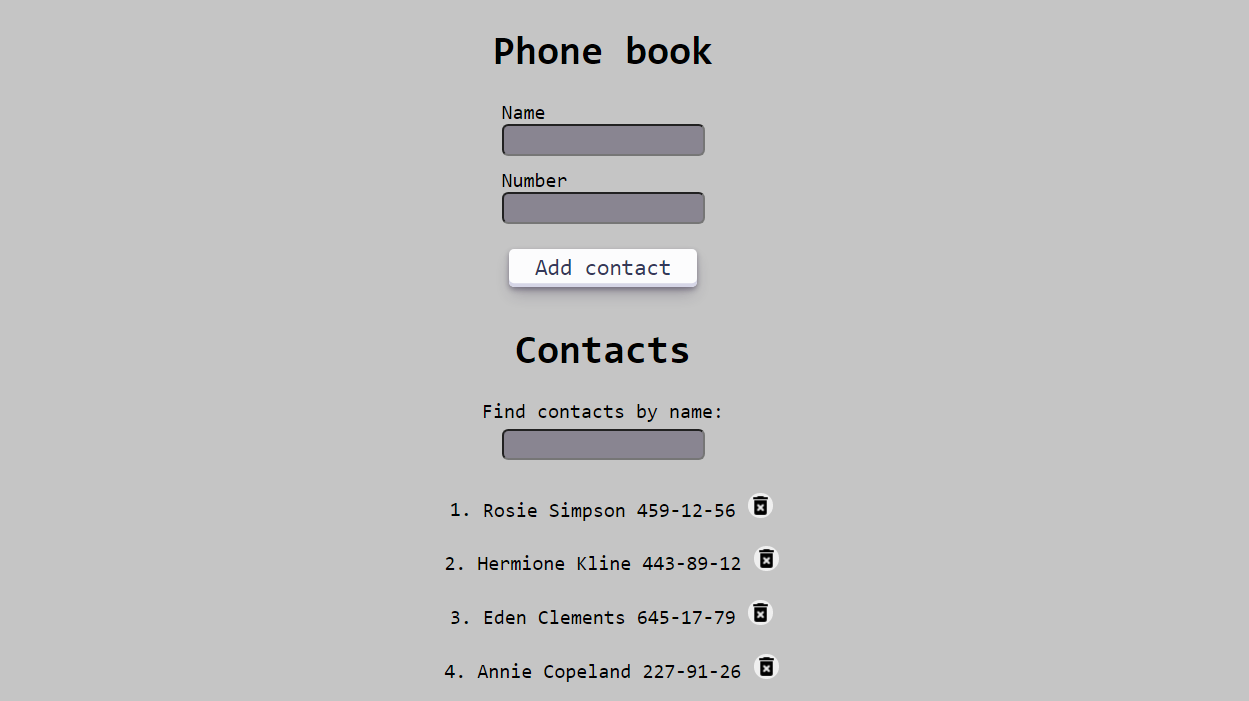 Phone book
Name
Number
Add contact
Contacts
Find contacts by name:
1. Rosie Simpson 459-12-56
2. Hermione Kline 443-89-12
3. Eden Clements 645-17-79
4. Annie Copeland 227-91-26